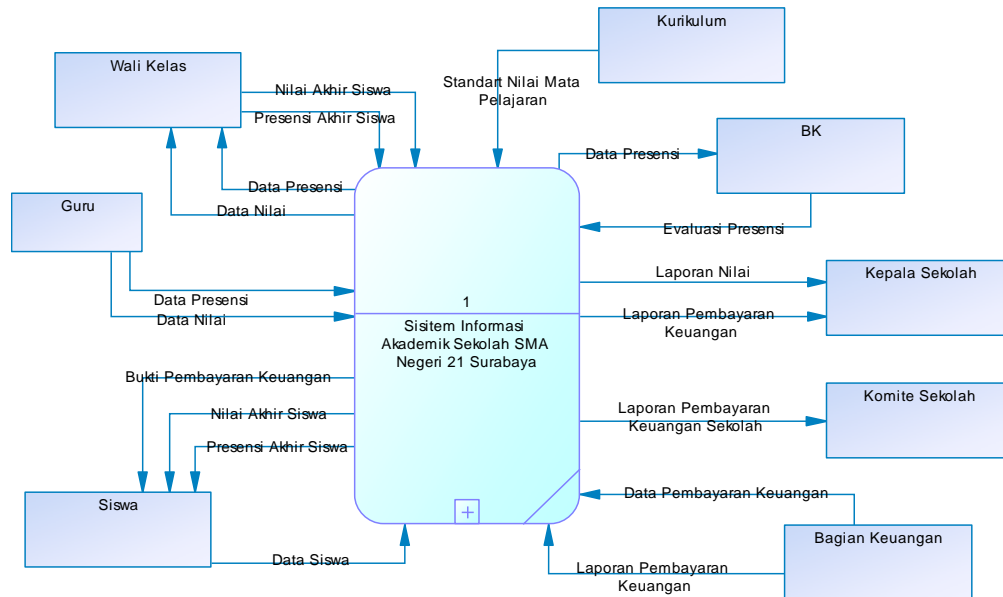 Kurikulum
Wali Kelas
Nilai Akhir Siswa
Standart Nilai Mata
Pelajaran
Presensi Akhir Siswa
BK
Data Presensi
Data Presensi
Data Nilai
Guru
Evaluasi Presensi
Laporan Nilai
Kepala Sekolah
Data Presensi
Data Nilai
1
Sisitem Informasi
Akademik Sekolah SMA
Negeri 21 Surabaya
Laporan Pembayaran
Keuangan
Bukti Pembayaran Keuangan
Nilai Akhir Siswa
Presensi Akhir Siswa
Laporan Pembayaran
Keuangan Sekolah
Komite Sekolah
Siswa
Data Pembayaran Keuangan
Bagian Keuangan
Data Siswa
Laporan Pembayaran
Keuangan